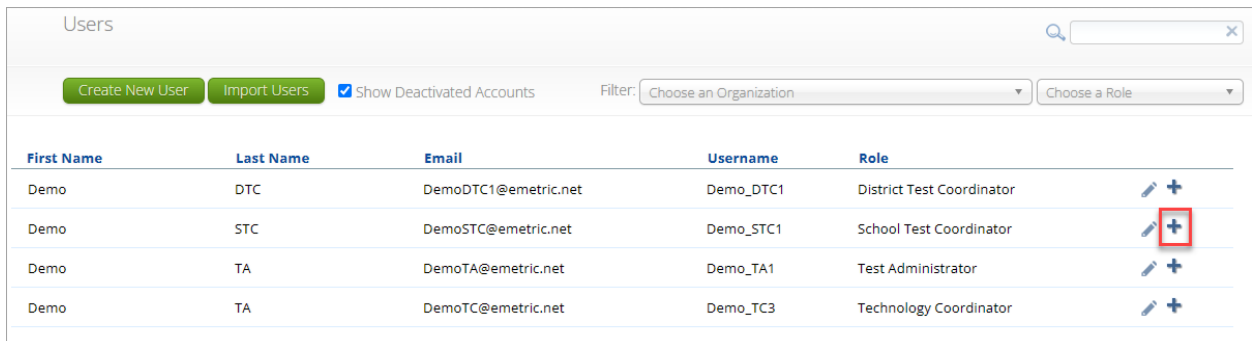 Users
Create New User Import Users Show Deactivated Accounts Filter: Choose an Organization Choose a Role
First Name Last Name Email Username Role
Demo DTC DemoDTC1@emetric.net Demo_DTC1 District Test Coordinator
Demo STC DemoSTC@emetric.net Demo_STC1 School Test Coordinator
Demo TA DemoTA@emetric.net Demo_TA1 Test Administrator
Demo TA DemoTC@emetric.net Demo_TC3 Technology Coordinator